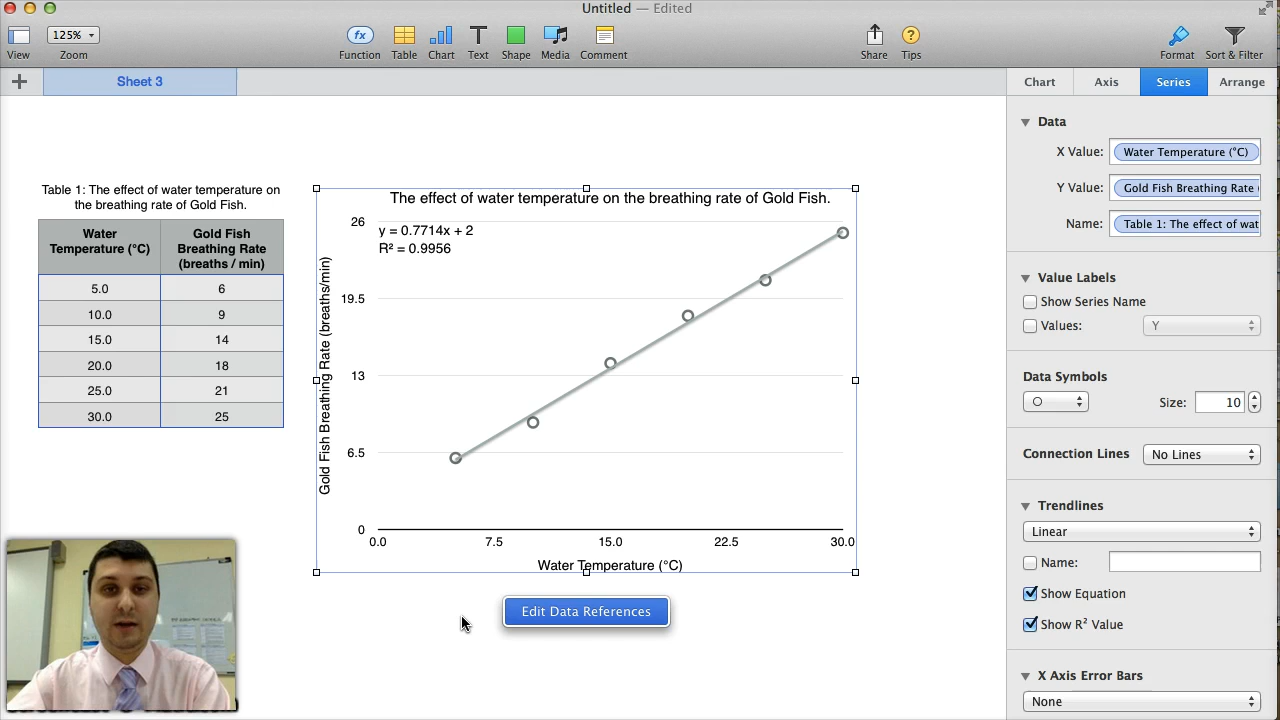 Untitled — Edited
125%
View
Zoom
fx
Function
Table
Chart
T
Text
Shape
Media
Comment
Share
?
Tips
Format
Sort & Filter
+
Sheet 3
Chart
Axis
Series
Arrange
Table 1: The effect of water temperature on
the breathing rate of Gold Fish.
Water
Temperature (°C)
Gold Fish
Breathing Rate
(breaths / min)
5.0 6
10.0 9
15.0 14
20.0 18
25.0 21
30.0 25
The effect of water temperature on the breathing rate of Gold Fish.
y = 0.7714x + 2
R² = 0.9956
Gold Fish Breathing Rate (breaths/min)
26
19.5
13
6.5
0
0.0 7.5 15.0 22.5 30.0
Water Temperature (°C)
Edit Data References
Data
X Value: Water Temperature (°C)
Y Value: Gold Fish Breathing Rate
Name: Table 1: The effect of wat
Value Labels
Show Series Name
Values: Y
Data Symbols
Size: 10
Connection Lines No Lines
Trendlines
Linear
Name:
Show Equation
Show R² Value
X Axis Error Bars
None